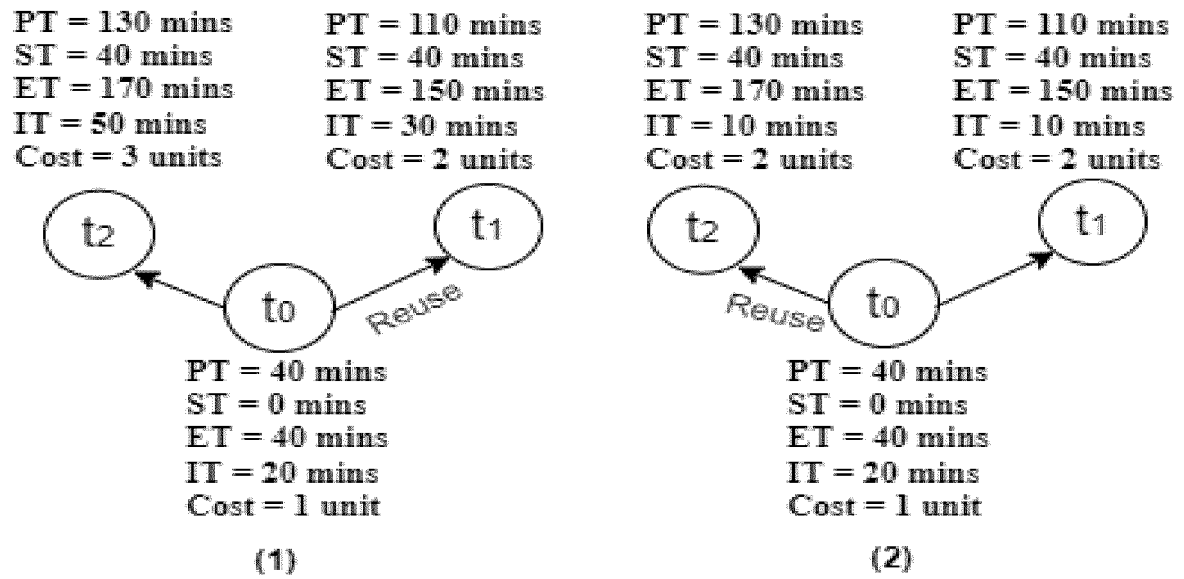 PT = 130 mins
ST = 40 mins
ET = 170 mins
IT = 50 mins
Cost = 3 units
PT = 110 mins
ST = 40 mins
ET = 150 mins
IT = 30 mins
Cost = 2 units
t2
t1
t0
Reuse
PT = 40 mins
ST = 0 mins
ET = 40 mins
IT = 20 mins
Cost = 1 unit
(1)
PT = 130 mins
ST = 40 mins
ET = 170 mins
IT = 10 mins
Cost = 2 units
PT = 110 mins
ST = 40 mins
ET = 150 mins
IT = 10 mins
Cost = 2 units
t2
t1
Reuse
t0
PT = 40 mins
ST = 0 mins
ET = 40 mins
IT = 20 mins
Cost = 1 unit
(2)